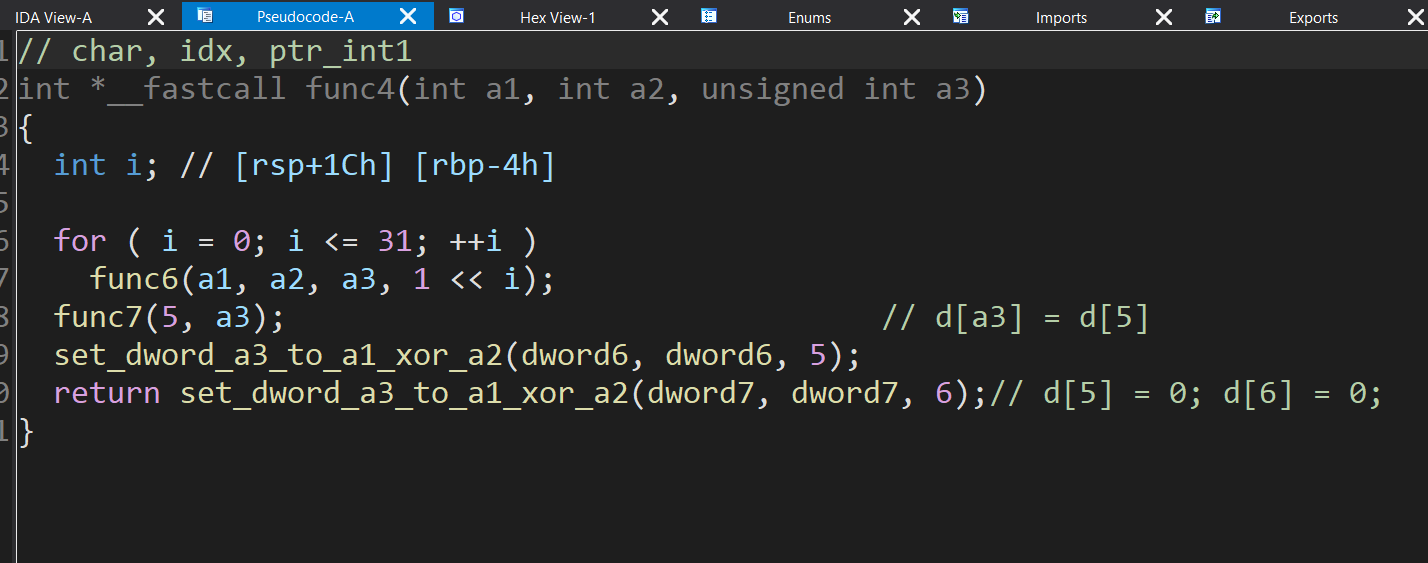 IDA View-A Pseudocode-A Hex View-1 Enums Imports Exports
1 // char, idx, ptr_int1
2 int *__fastcall func4(int a1, int a2, unsigned int a3)
3 {
4 int i; // [rsp+1Ch] [rbp-4h]
5
6 for ( i = 0; i <= 31; ++i )
7 func6(a1, a2, a3, 1 << i);
8 func7(5, a3); // d[a3] = d[5]
9 set_dword_a3_to_a1_xor_a2(dword6, dword6, 5);
0 return set_dword_a3_to_a1_xor_a2(dword7, dword7, 6);// d[5] = 0; d[6] = 0;
1 }